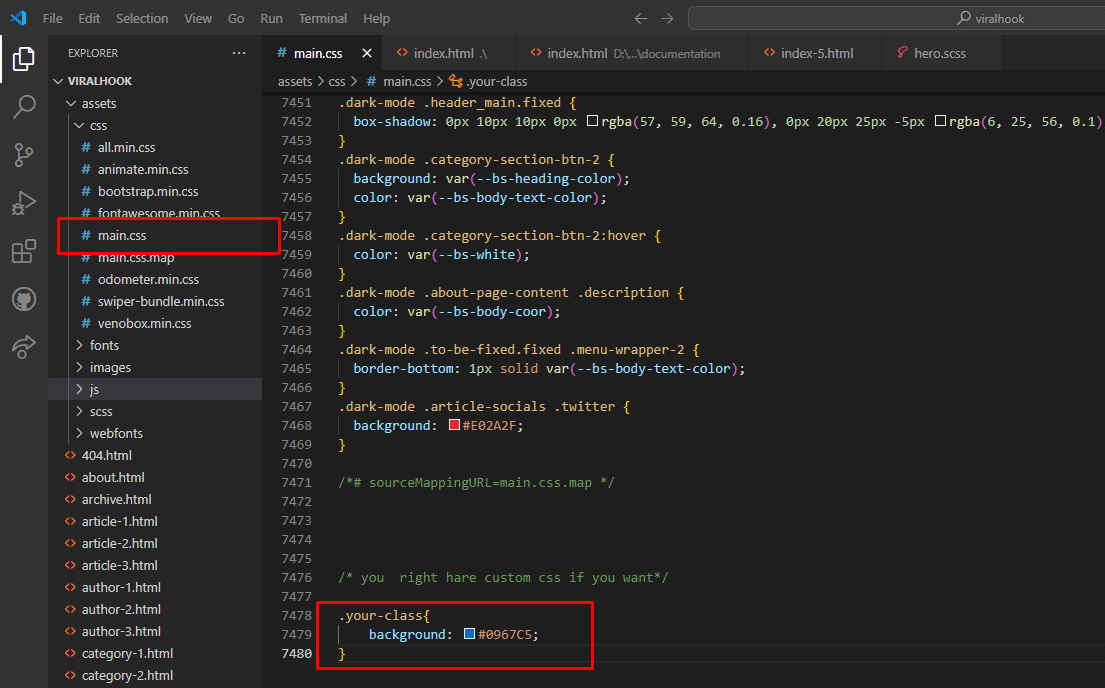 File Edit Selection View Go Run Terminal Help
viralhook
EXPLORER
main.css
index.html .\
index.html D:\...\documentation
index-5.html
hero.scss
assets > css > # main.css > .your-class
VIRALHOOK
assets
css
# all.min.css
# animate.min.css
# bootstrap.min.css
# fontawesome.min.css
# main.css
# main.css.map
# odometer.min.css
# swiper-bundle.min.css
# venobox.min.css
fonts
images
js
scss
webfonts
404.html
about.html
archive.html
article-1.html
article-2.html
article-3.html
author-1.html
author-2.html
author-3.html
category-1.html
category-2.html
7451 .dark-mode .header_main.fixed {
7452 box-shadow: 0px 10px 10px 0px rgba(57, 59, 64, 0.16), 0px 20px 25px -5px rgba(6, 25, 56, 0.1)
7453 }
7454 .dark-mode .category-section-btn-2 {
7455 background: var(--bs-heading-color);
7456 color: var(--bs-body-text-color);
7457 }
7458 .dark-mode .category-section-btn-2:hover {
7459 color: var(--bs-white);
7460 }
7461 .dark-mode .about-page-content .description {
7462 color: var(--bs-body-coor);
7463 }
7464 .dark-mode .to-be-fixed.fixed .menu-wrapper-2 {
7465 border-bottom: 1px solid var(--bs-body-text-color);
7466 }
7467 .dark-mode .article-socials .twitter {
7468 background: #E02A2F;
7469 }
7470
7471 /*# sourceMappingURL=main.css.map */
7472
7473
7474
7475
7476 /* you  right hare custom css if you want*/
7477
7478 .your-class{
7479 background: #0967C5;
7480 }